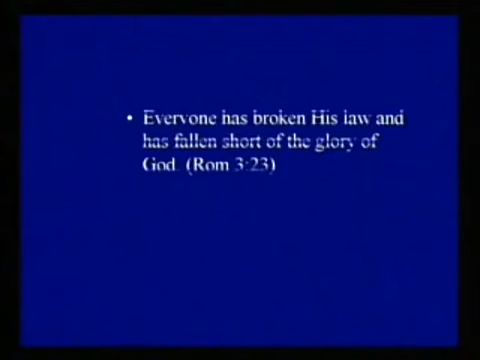 • Everyone has broken His law and
has fallen short of the glory of
God. (Rom 3:23)